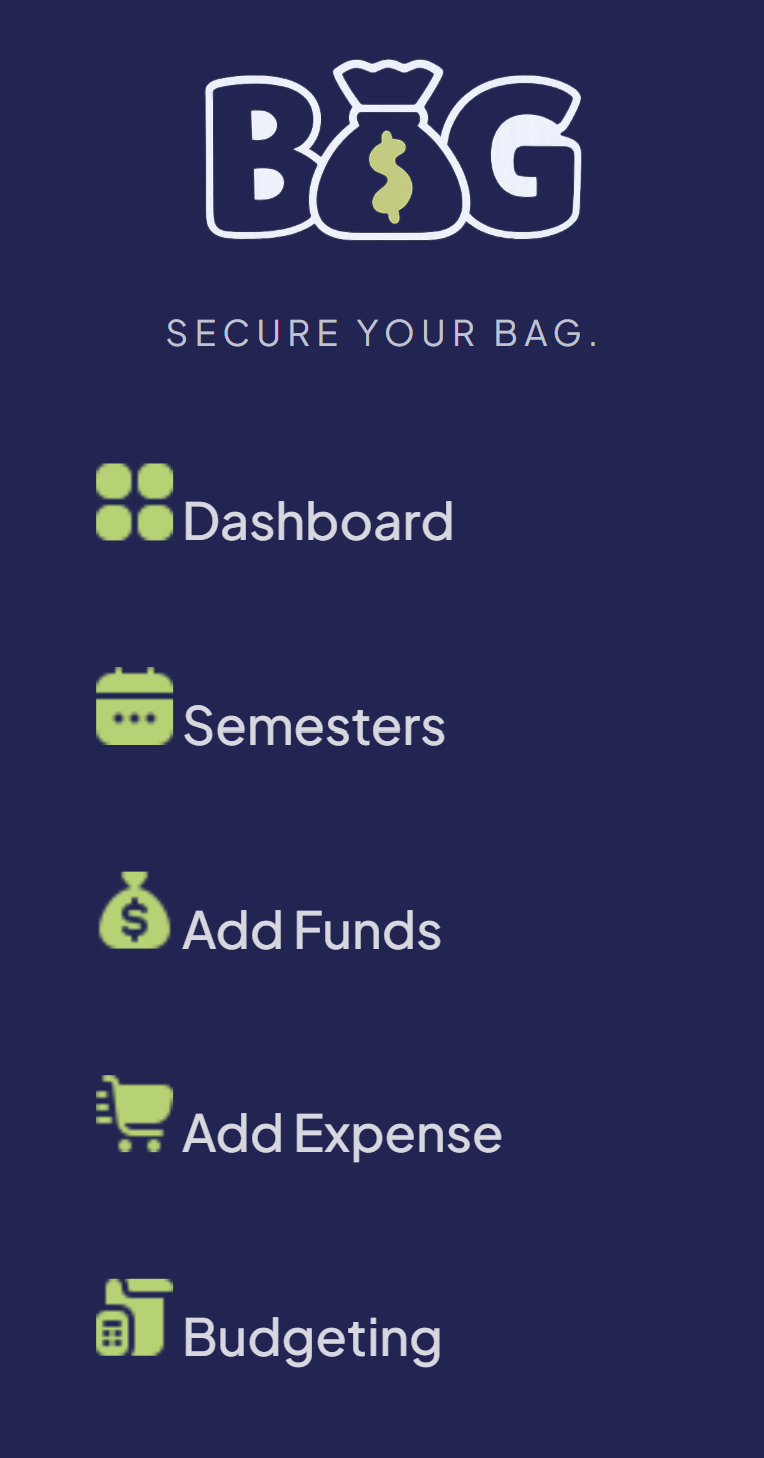 BAG
SECURE YOUR BAG.
Dashboard
Semesters
$
Add Funds
Add Expense
Budgeting